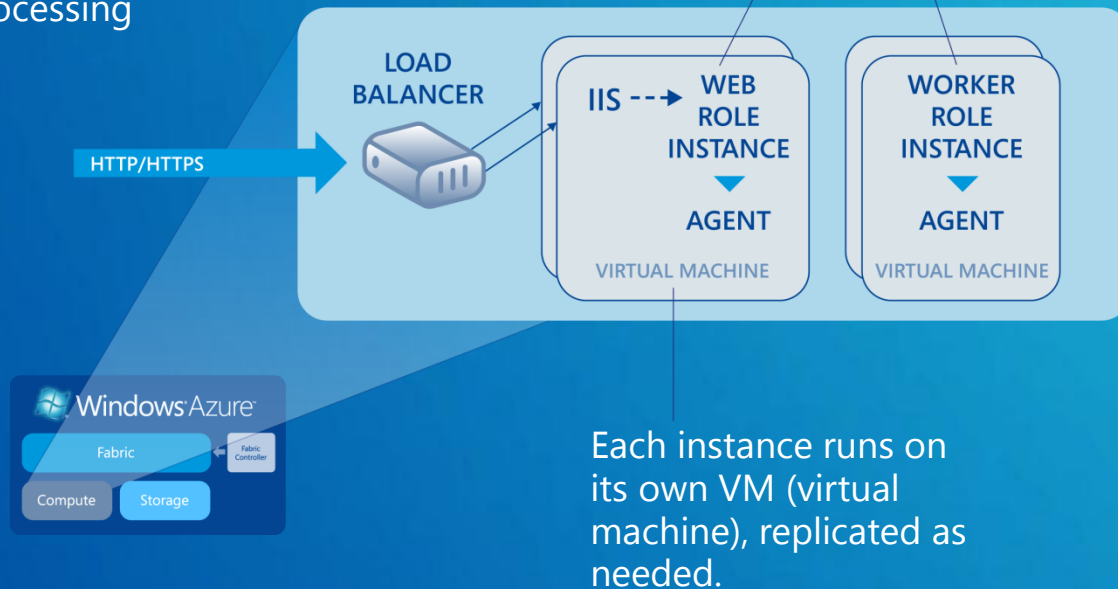 LOAD
BALANCER
HTTP/HTTPS
IIS
WEB
ROLE
INSTANCE
AGENT
VIRTUAL MACHINE
WORKER
ROLE
INSTANCE
AGENT
VIRTUAL MACHINE
Windows Azure
Fabric
Fabric
Controller
Compute
Storage
Each instance runs on
its own VM (virtual
machine), replicated as
needed.